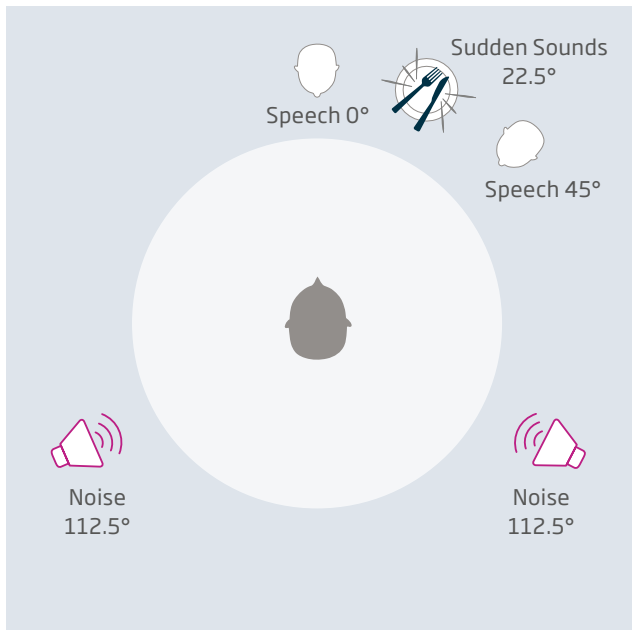 Sudden Sounds
22.5°
Speech 0°
Speech 45°
Noise
112.5°
Noise
112.5°